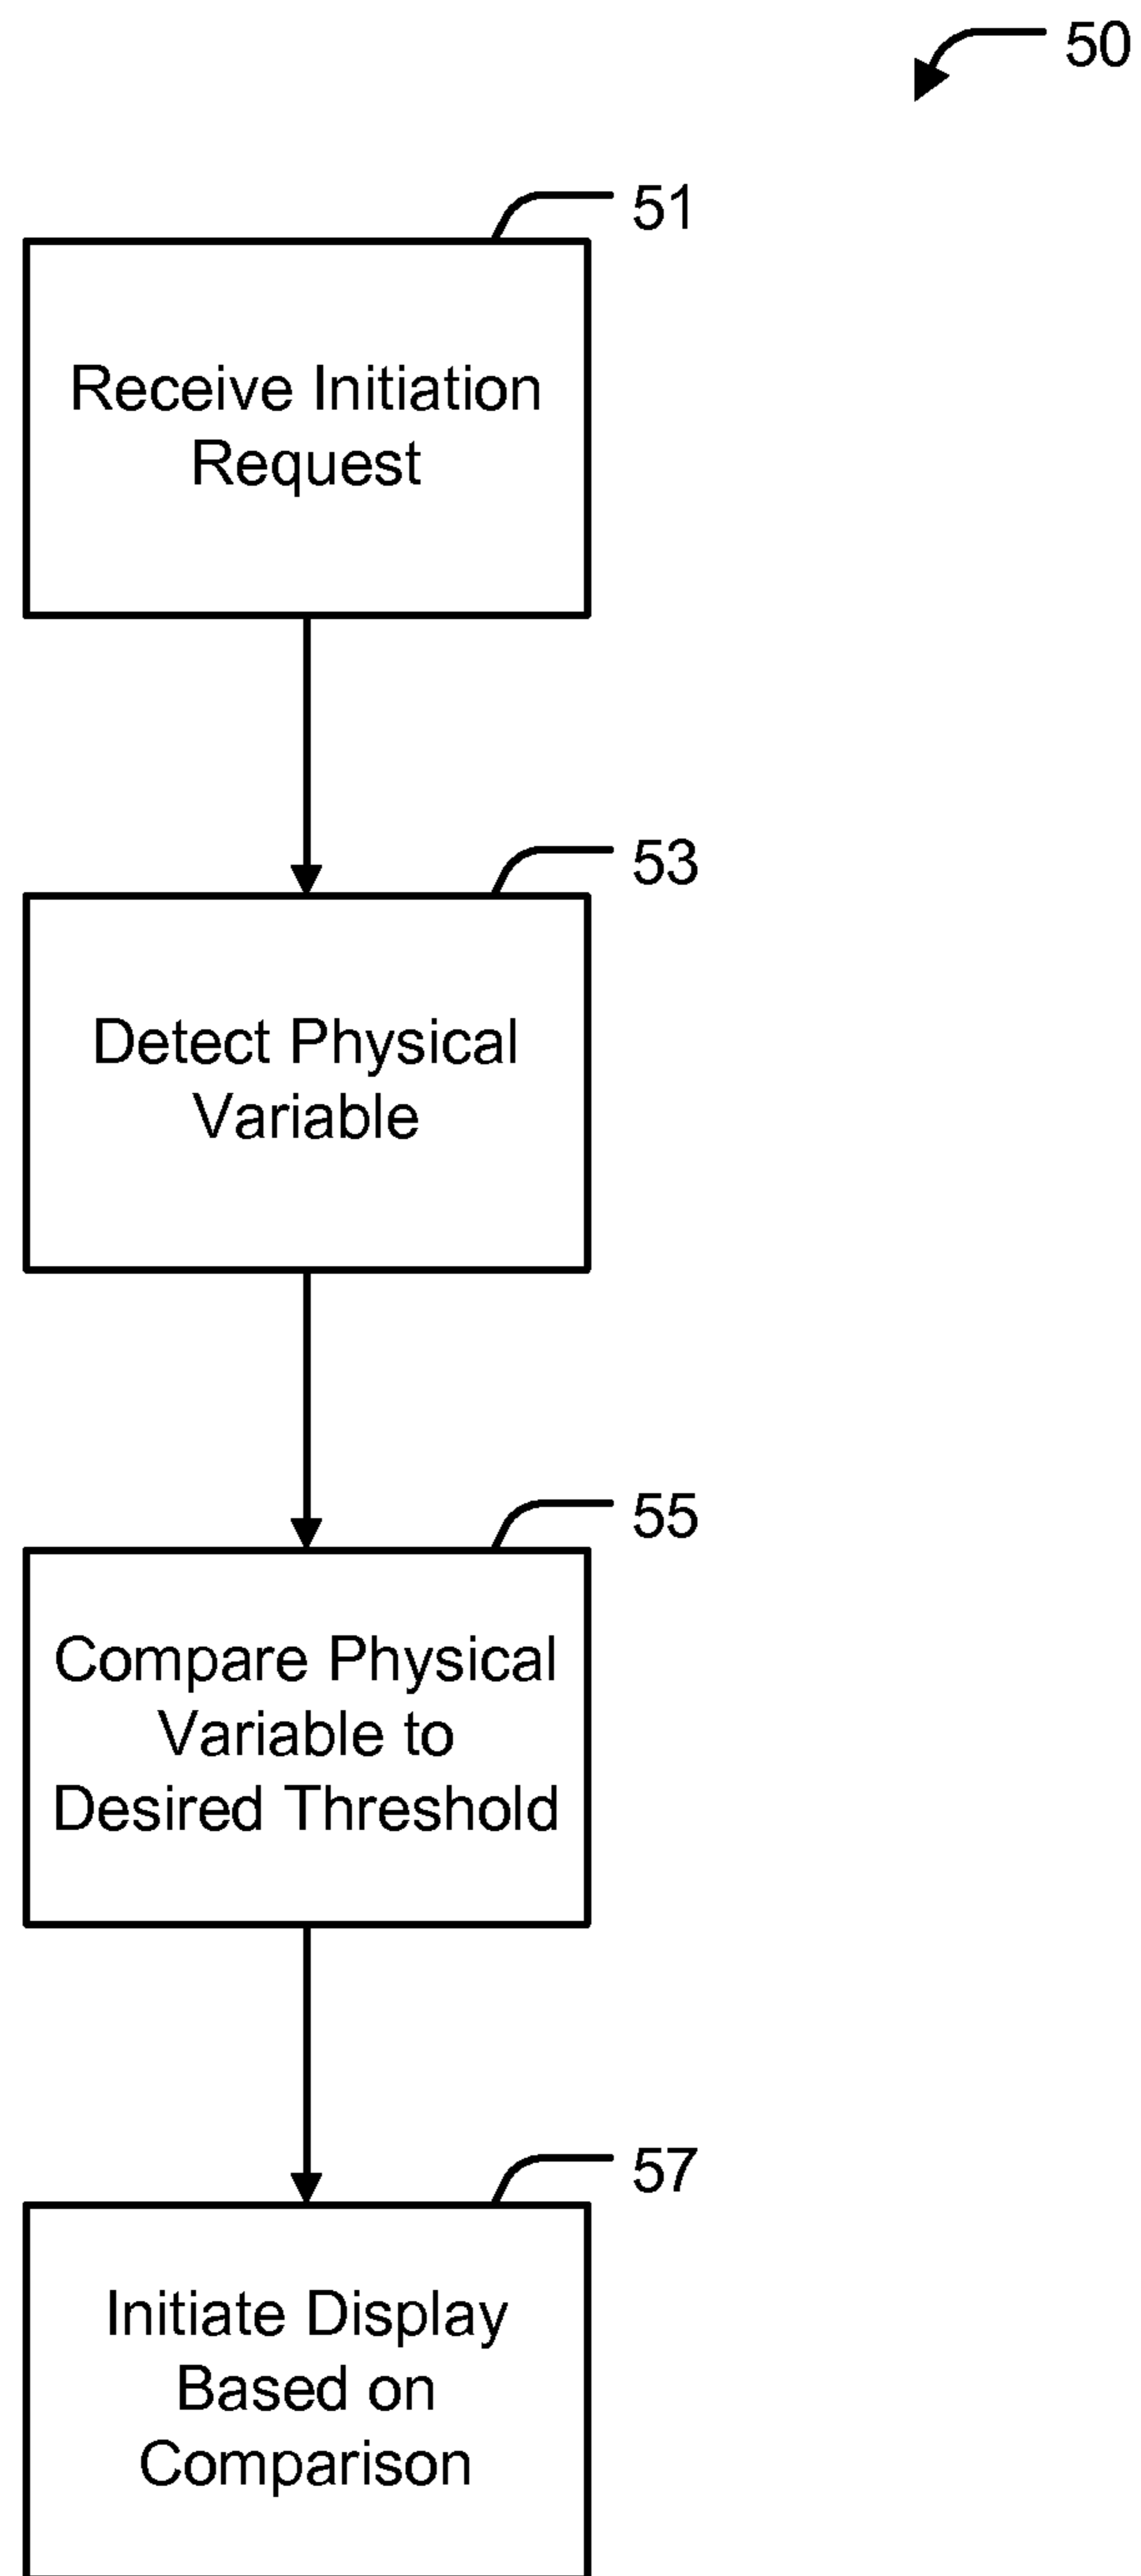 50
51
Receive Initiation
Request
53
Detect Physical
Variable
55
Compare Physical
Variable to
Desired Threshold
57
Initiate Display
Based on
Comparison